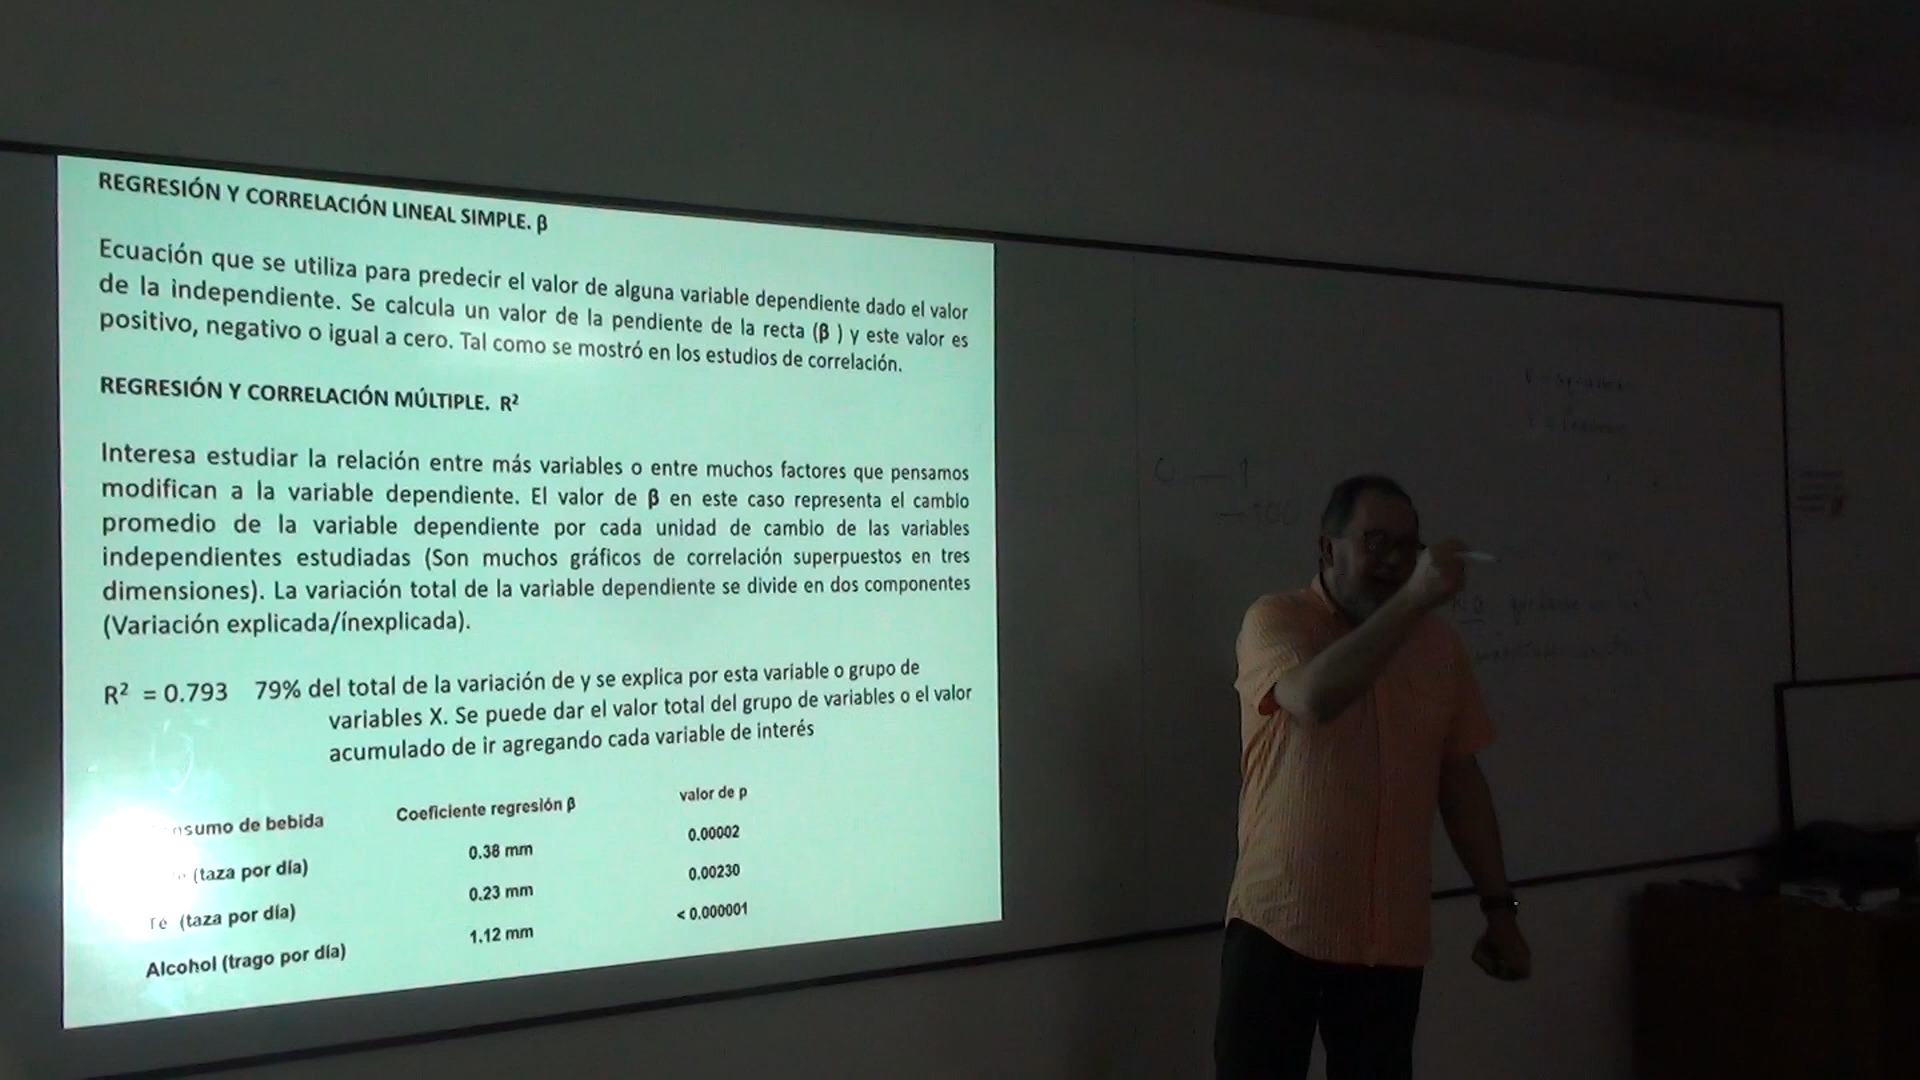 REGRESIÓN Y CORRELACIÓN LINEAL SIMPLE. β
Ecuación que se utiliza para predecir el valor de alguna variable dependiente dado el valor
de la independiente. Se calcula un valor de la pendiente de la recta (β ) y este valor es
positivo, negativo o igual a cero. Tal como se mostró en los estudios de correlación.
REGRESIÓN Y CORRELACIÓN MÚLTIPLE. R²
Interesa estudiar la relación entre más variables o entre muchos factores que pensamos
modifican a la variable dependiente. El valor de β en este caso representa el cambio
promedio de la variable dependiente por cada unidad de cambio de las variables
independientes estudiadas (Son muchos gráficos de correlación superpuestos en tres
dimensiones). La variación total de la variable dependiente se divide en dos componentes
(Variación explicada/ínexplicada).
R² = 0.793 79% del total de la variación de y se explica por esta variable o grupo de
variables X. Se puede dar el valor total del grupo de variables o el valor
acumulado de ir agregando cada variable de interés
de bebida Coeficiente regresión β valor de p
(taza por día) 0.38 mm 0.00002
Té (taza por día) 0.23 mm 0.00230
Alcohol (trago por día) 1.12 mm < 0.000001
0 — 1
— 100